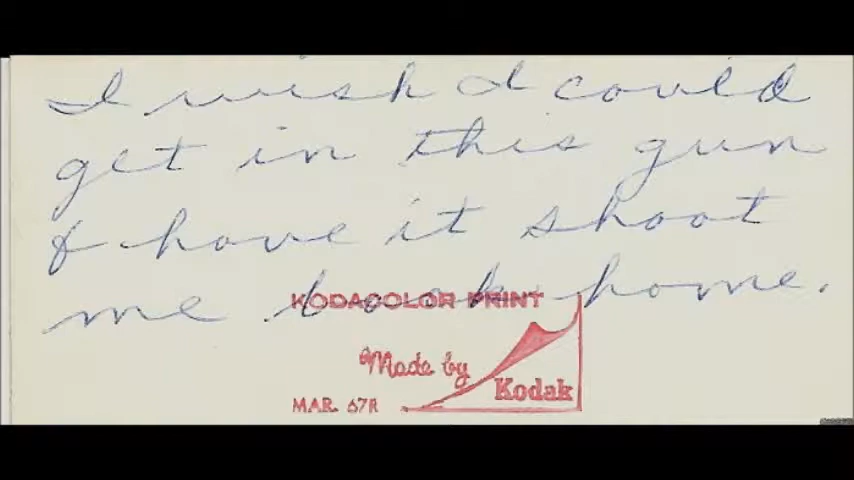 I wish I could
get in this gun
& have it shoot
me back home.
KODACOLOR PRINT
Made by
Kodak
MAR. 67R